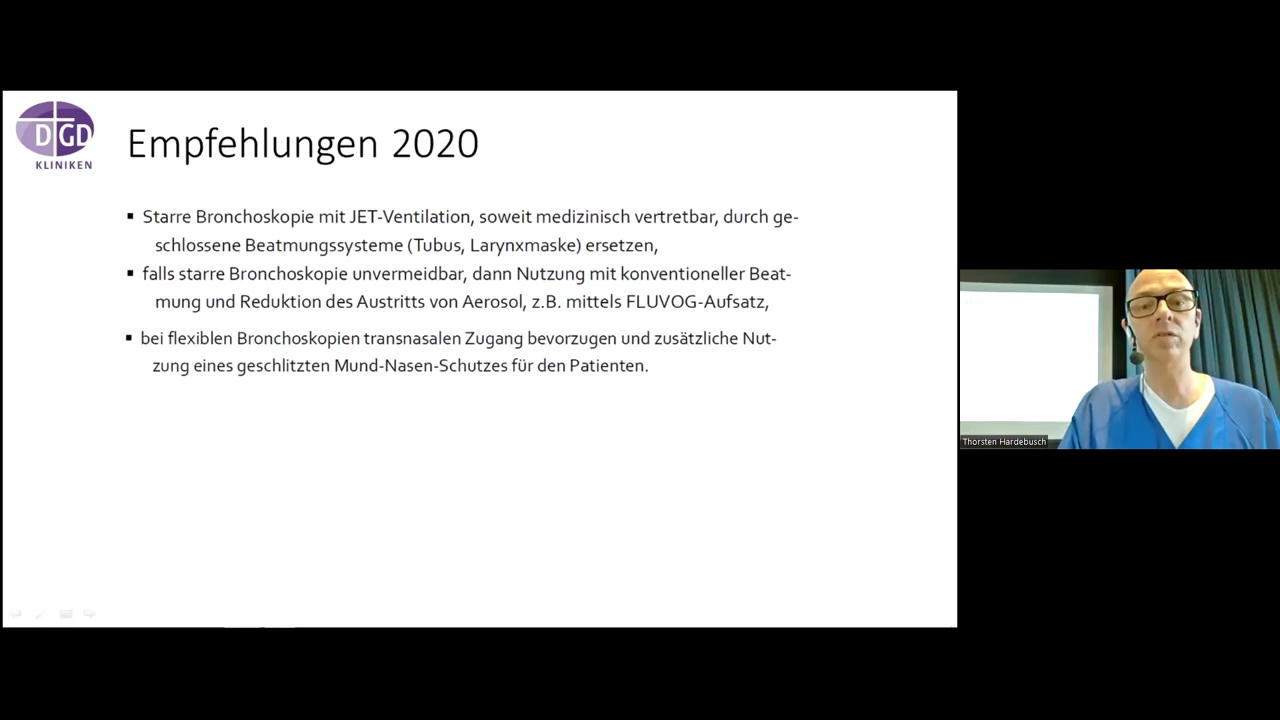 DGD
KLINIKEN
Empfehlungen 2020
▪ Starre Bronchoskopie mit JET-Ventilation, soweit medizinisch vertretbar, durch ge-
schlossene Beatmungssysteme (Tubus, Larynxmaske) ersetzen,
▪ falls starre Bronchoskopie unvermeidbar, dann Nutzung mit konventioneller Beat-
mung und Reduktion des Austritts von Aerosol, z.B. mittels FLUVOG-Aufsatz,
▪ bei flexiblen Bronchoskopien transnasalen Zugang bevorzugen und zusätzliche Nut-
zung eines geschlitzten Mund-Nasen-Schutzes für den Patienten.
Thorsten Hardebusch